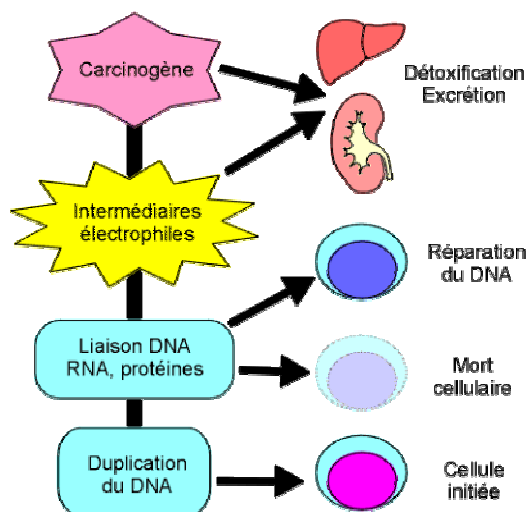 Carcinogène
Détoxification
Excrétion
Intermédiaires
électrophiles
Réparation
du DNA
Liaison DNA
RNA, protéines
Mort
cellulaire
Duplication
du DNA
Cellule
initiée